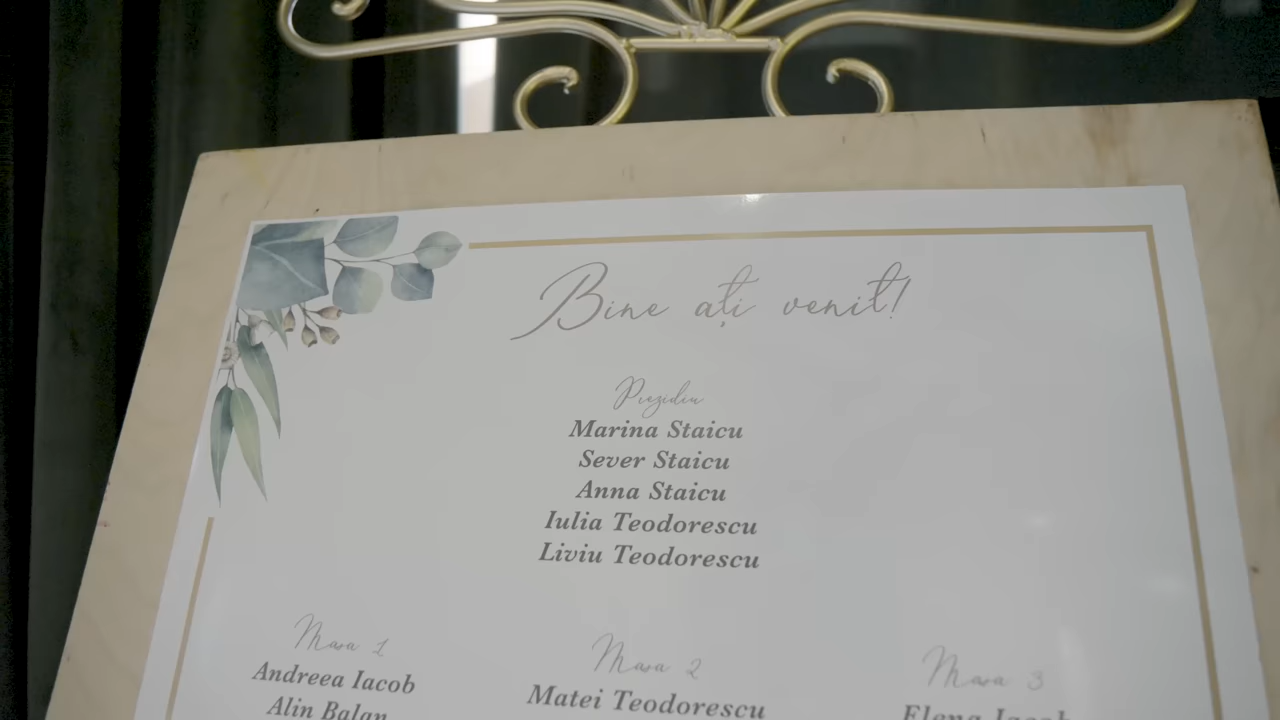 Bine ați venit!
Prezidiu
Marina Staicu
Sever Staicu
Anna Staicu
Iulia Teodorescu
Liviu Teodorescu
Masa 1
Andreea Iacob
Alin Balan
Masa 2
Matei Teodorescu
Masa 3
Elena Iacob